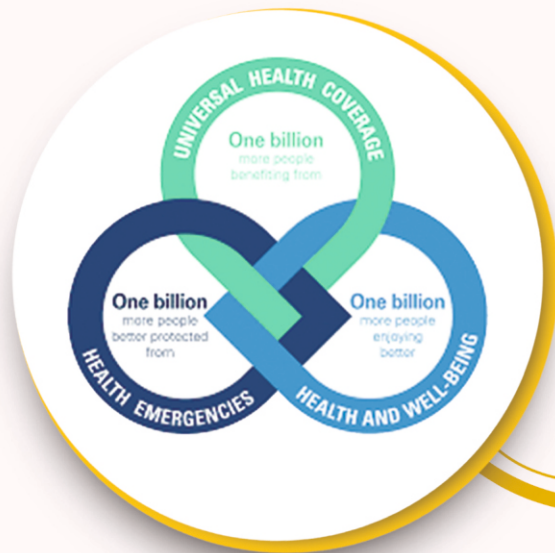 UNIVERSAL HEALTH COVERAGE
One billion
more people
benefiting from
One billion
more people
better protected
from
HEALTH EMERGENCIES
One billion
more people
enjoying
better
HEALTH AND WELL-BEING